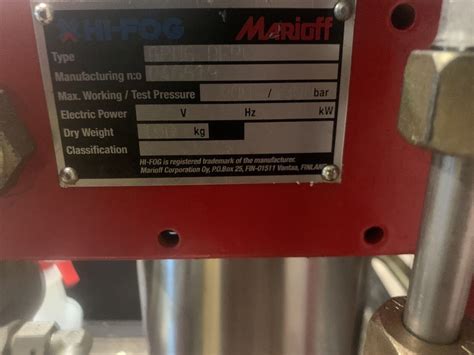 HI-FOG Marioff
Type
Manufacturing n:o
Max. Working / Test Pressure / bar
Electric Power V Hz kW
Dry Weight kg
Classification
HI-FOG is registered trademark of the manufacturer.
Marioff Corporation Oy, P.O.Box 25, FIN-01511 Vantaa, FINLAND